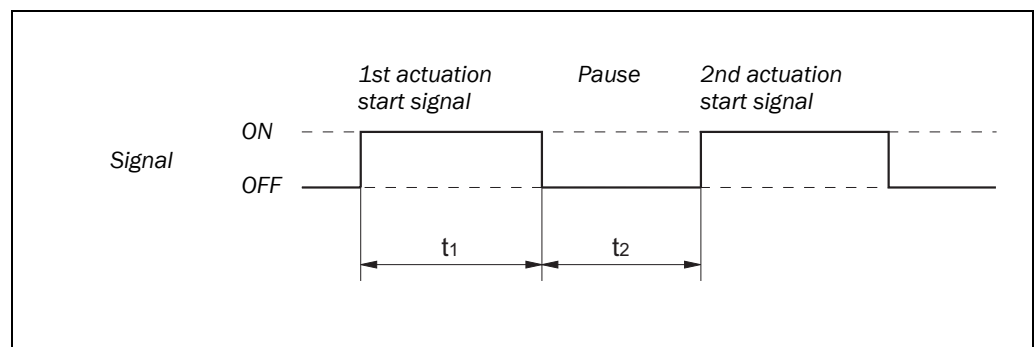 1st actuation
start signal
Pause
2nd actuation
start signal
ON
Signal
OFF
t1
t2